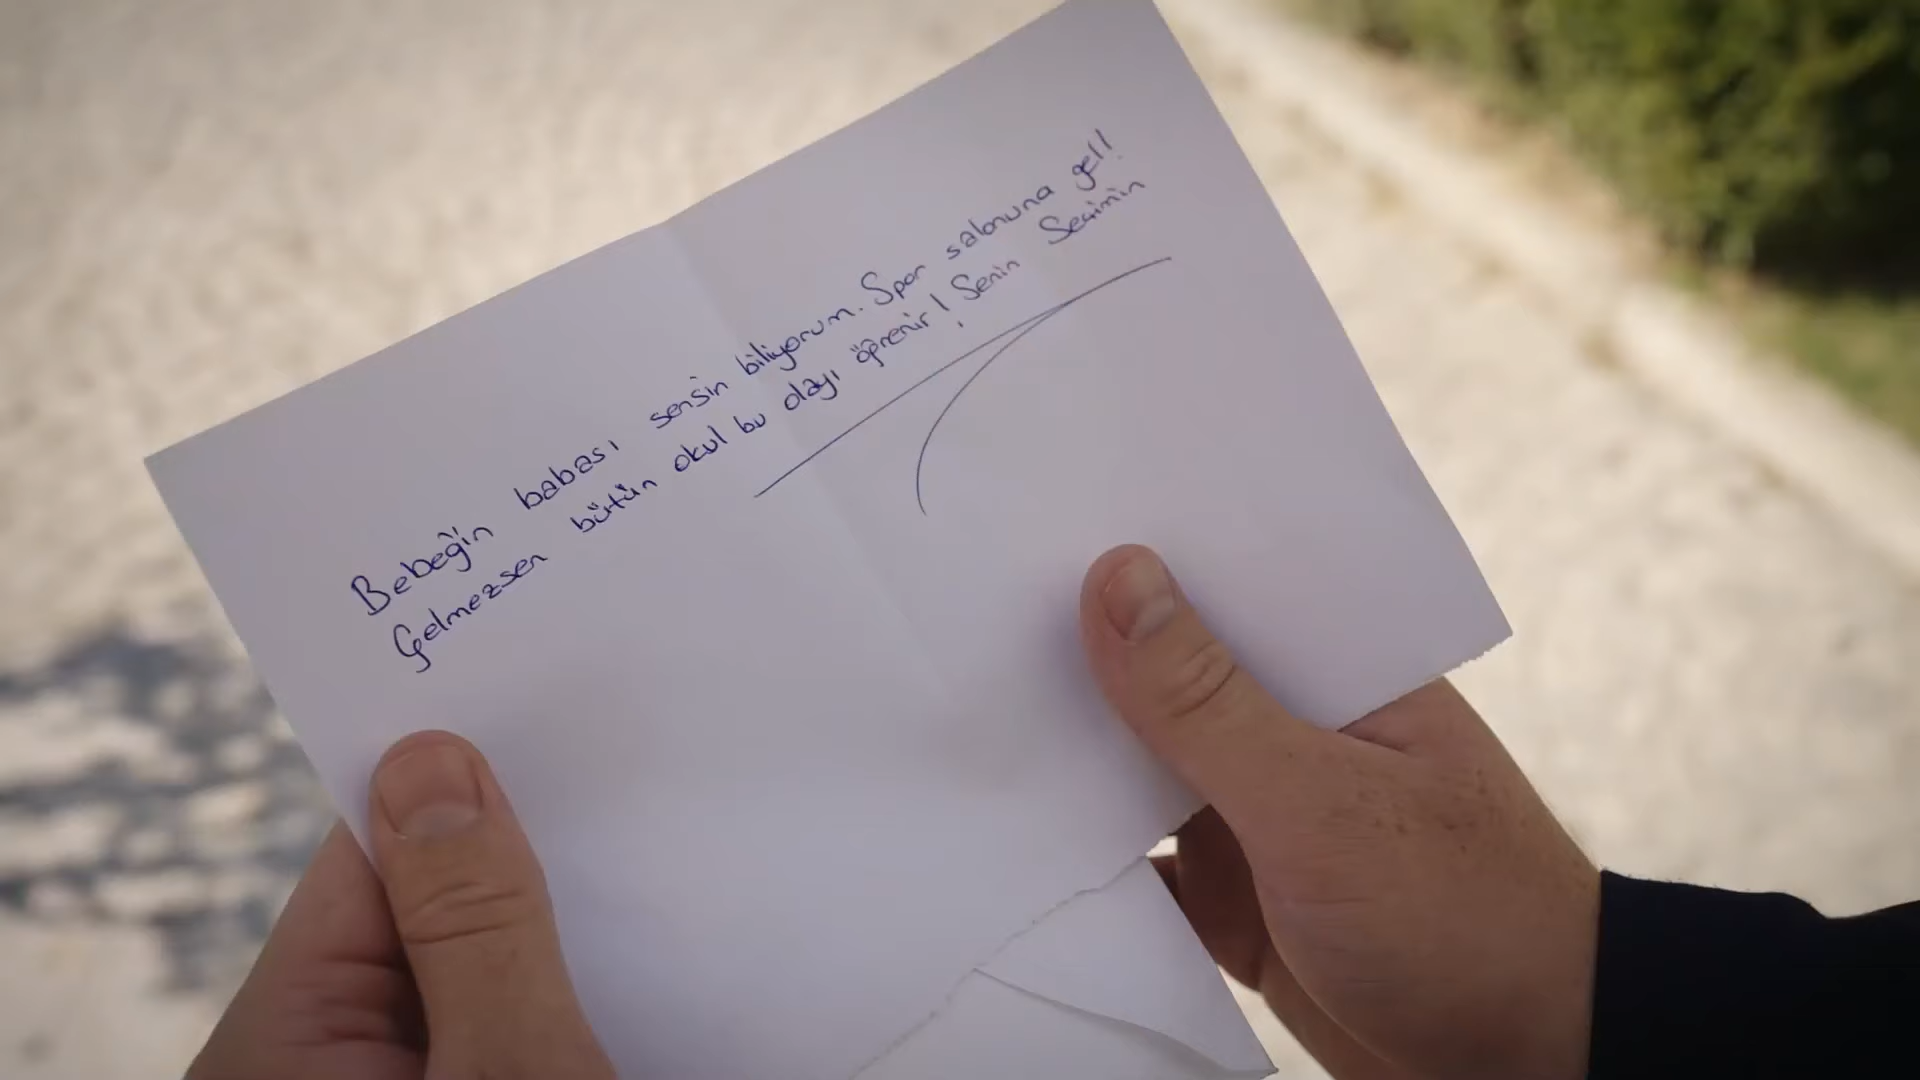 Bebeğin babası sensin biliyorum. Spor salonuna gel!
Gelmezsen bütün okul bu olayı öğrenir! Senin Seçimin